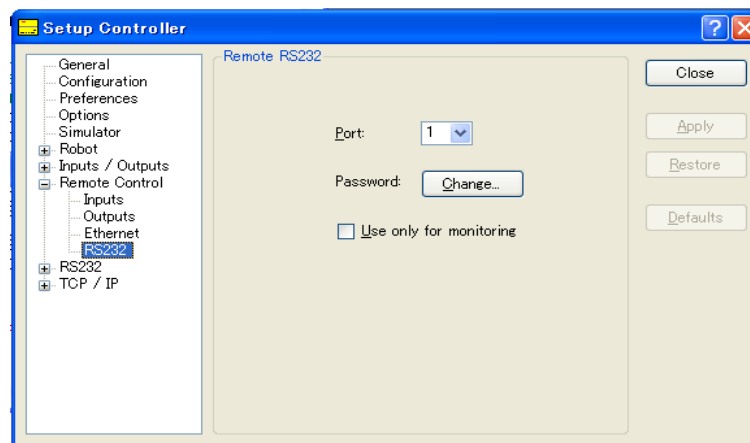 Setup Controller
General
Configuration
Preferences
Options
Simulator
Robot
Inputs / Outputs
Remote Control
Inputs
Outputs
Ethernet
RS232
RS232
TCP / IP
Remote RS232
Port:
1
Password:
Change...
Use only for monitoring
Close
Apply
Restore
Defaults